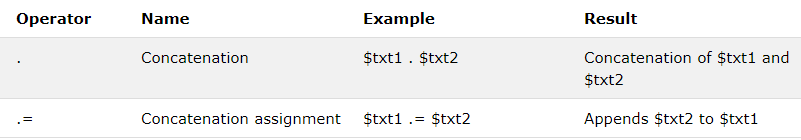 Operator Name Example Result
. Concatenation $txt1 . $txt2 Concatenation of $txt1 and
$txt2
.= Concatenation assignment $txt1 .= $txt2 Appends $txt2 to $txt1